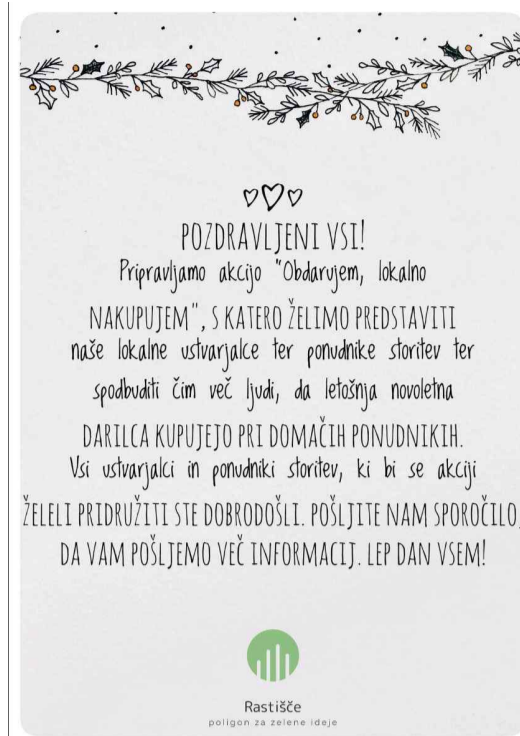 POZDRAVLJENI VSI!
Pripravljamo akcijo "Obdarujem, lokalno
NAKUPUJEM", S KATERO ŽELIMO PREDSTAVITI
naše lokalne ustvarjalce ter ponudnike storitev ter
spodbuditi čim več ljudi, da letošnja novoletna
DARILCA KUPUJEJO PRI DOMAČIH PONUDNIKIH.
Vsi ustvarjalci in ponudniki storitev, ki bi se akciji
ŽELELI PRIDRUŽITI STE DOBRODOŠLI. POŠLJITE NAM SPOROČILO,
DA VAM POŠLJEMO VEČ INFORMACIJ. LEP DAN VSEM!
Rastišče
poligon za zelene ideje